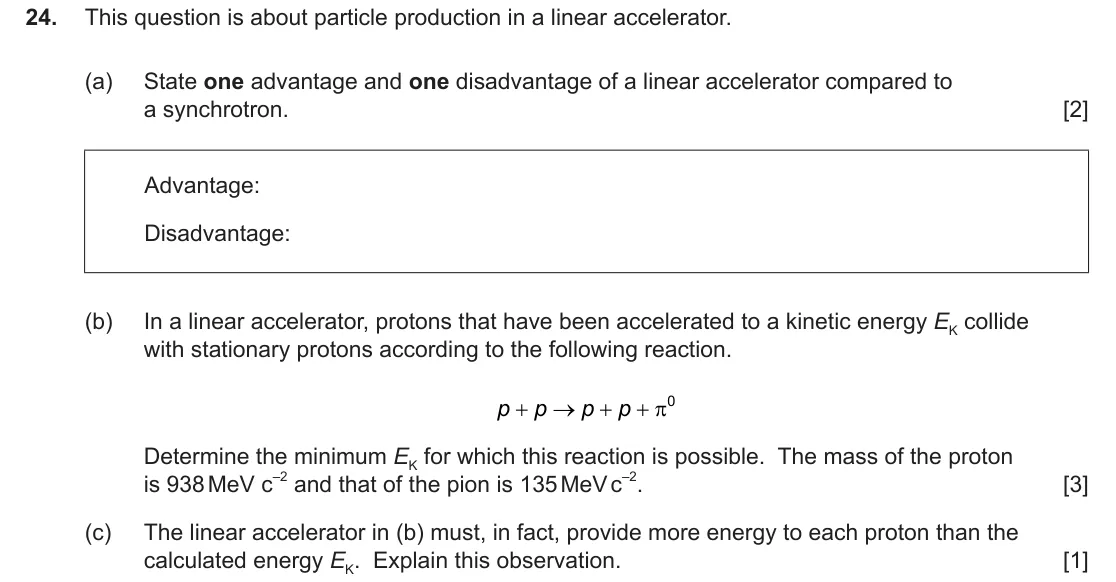 24. This question is about particle production in a linear accelerator.
(a) State one advantage and one disadvantage of a linear accelerator compared to
a synchrotron. [2]
Advantage:
Disadvantage:
(b) In a linear accelerator, protons that have been accelerated to a kinetic energy E_K collide
with stationary protons according to the following reaction.
p + p → p + p + π⁰
Determine the minimum E_K for which this reaction is possible. The mass of the proton
is 938 MeV c⁻² and that of the pion is 135 MeV c⁻². [3]
(c) The linear accelerator in (b) must, in fact, provide more energy to each proton than the
calculated energy E_K. Explain this observation. [1]